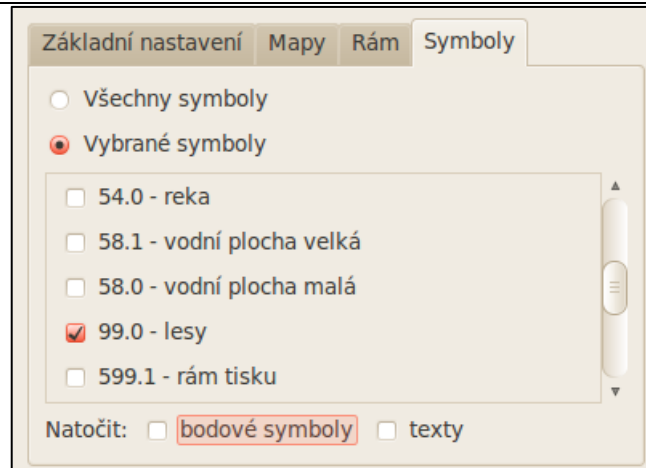 Základní nastavení Mapy Rám Symboly
Všechny symboly
Vybrané symboly
54.0 - reka
58.1 - vodní plocha velká
58.0 - vodní plocha malá
99.0 - lesy
599.1 - rám tisku
Natočit: bodové symboly texty